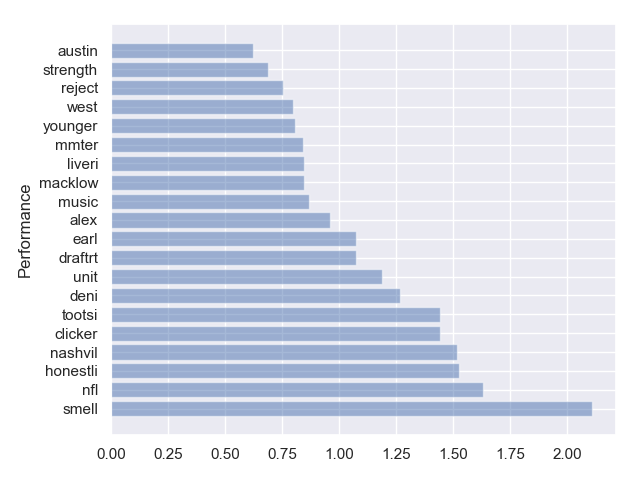 austin
strength
reject
west
younger
mmter
liveri
macklow
music
alex
earl
draftrt
unit
deni
tootsi
clicker
nashvil
honestli
nfl
smell
Performance
0.00 0.25 0.50 0.75 1.00 1.25 1.50 1.75 2.00